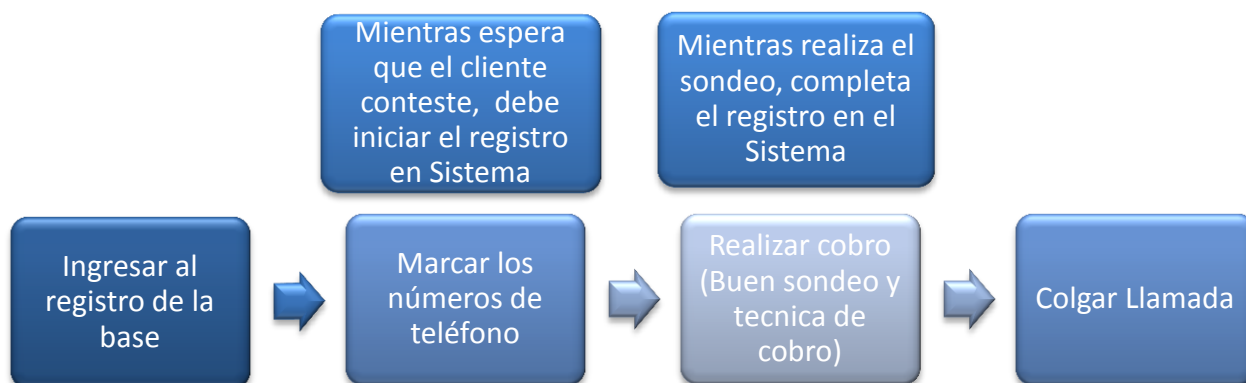 Mientras espera
que el cliente
conteste,  debe
iniciar el registro
en Sistema
Mientras realiza el
sondeo, completa
el registro en el
Sistema
Ingresar al
registro de la
base
Marcar los
números de
teléfono
Realizar cobro
(Buen sondeo y
tecnica de
cobro)
Colgar Llamada